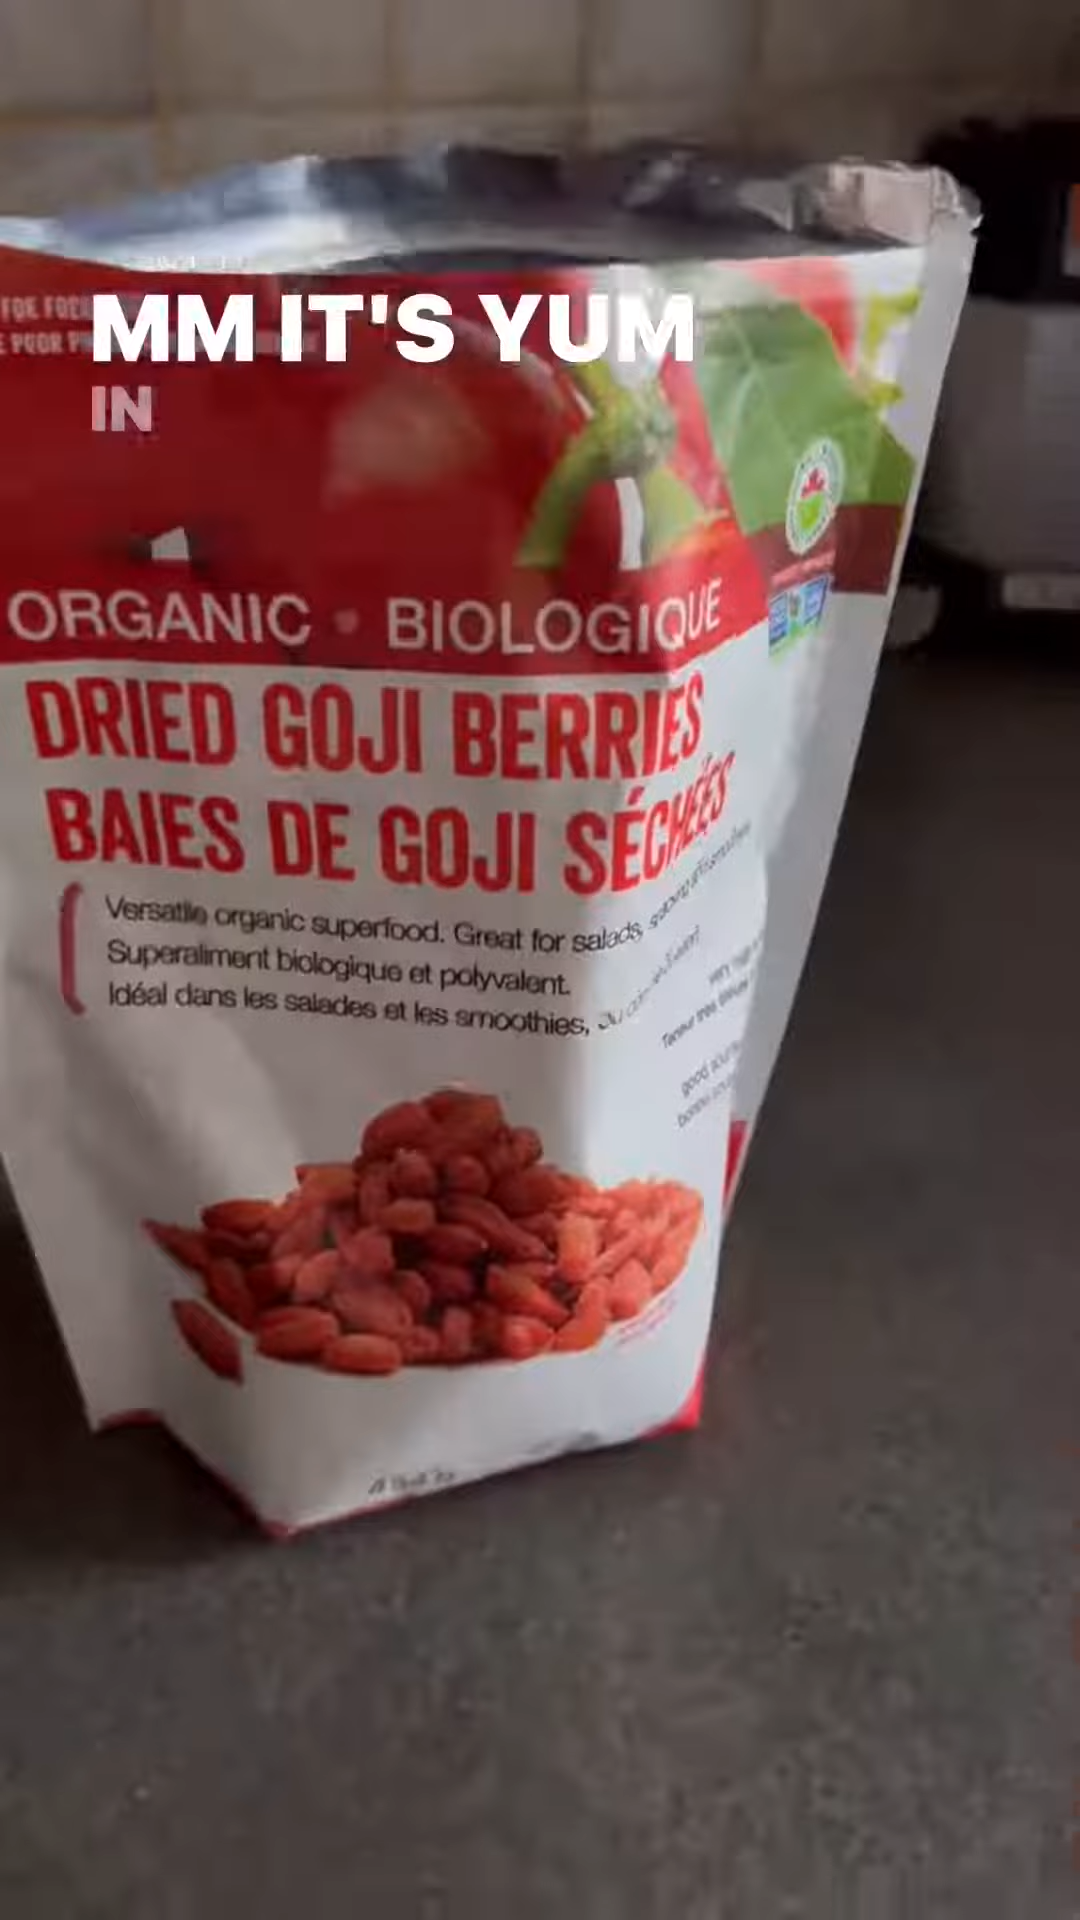 MM IT'S YUM
IN
ORGANIC • BIOLOGIQUE
DRIED GOJI BERRIES
BAIES DE GOJI SÉCHÉES
Versatile organic superfood. Great for salads,
Superaliment biologique et polyvalent.
Idéal dans les salades et les smoothies,